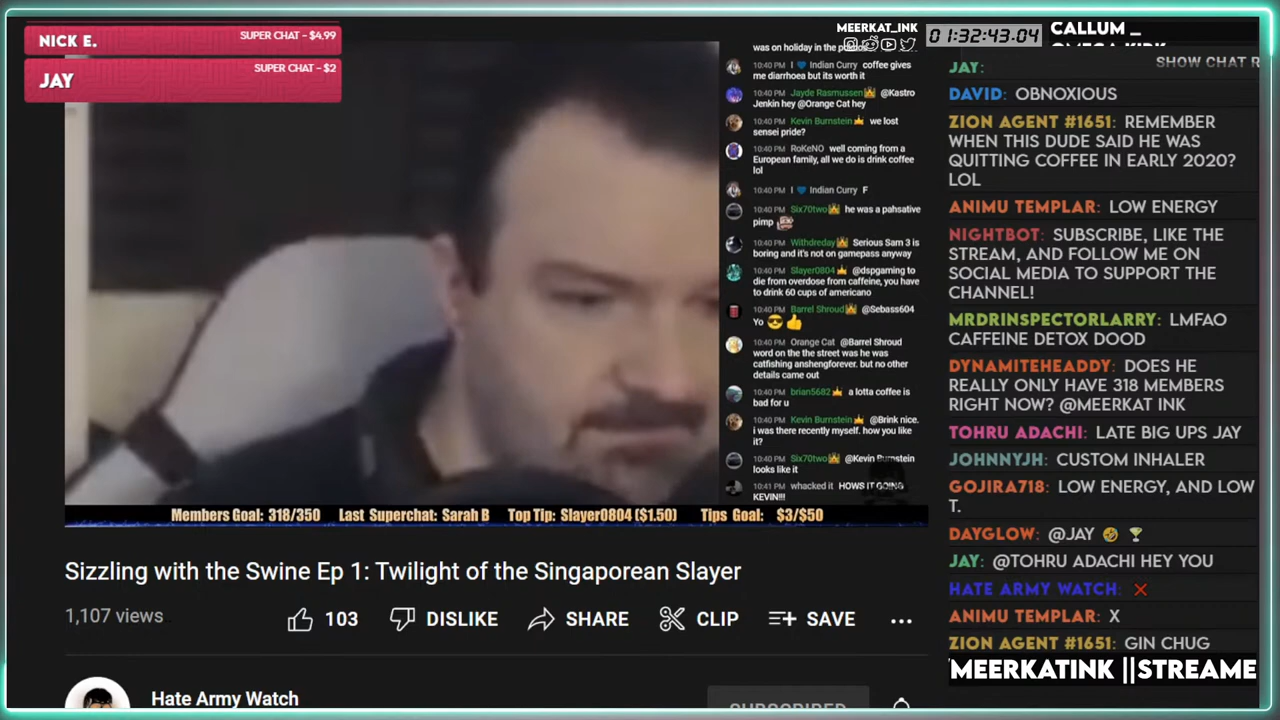 NICK E.
SUPER CHAT - $4.99
JAY
SUPER CHAT - $2
MEERKAT_INK
01:32:43.04
CALLUM _
was on holiday in the
I 💙 Indian Curry coffee gives
me diarrhoea but its worth it
10:40 PM Jayde Rasmussen @Kastro
Jenkin hey @Orange Cat hey
10:40 PM Kevin Burnstein we lost
sensei pride?
10:40 PM RoKeNO well coming from a
European family, all we do is drink coffee
lol
10:40 PM I 💙 Indian Curry F
10:40 PM Six70two he was a pahsative
pimp
10:40 PM Withdreday Serious Sam 3 is
boring and it's not on gamepass anyway
10:40 PM Slayer0804 @dspgaming to
die from overdose from caffeine, you have
to drink 60 cups of americano
10:40 PM Barrel Shroud @Sebass604
Yo 😎 👍
10:40 PM Orange Cat @Barrel Shroud
word on the the street was he was
catfishing anshengforever. but no other
details came out
10:40 PM brian5682 a lotta coffee is
bad for u
10:40 PM Kevin Burnstein @Brink nice.
i was there recently myself. how you like
it?
10:40 PM Six70two @Kevin Burnstein
looks like it
10:41 PM whacked it HOWS IT GOING
KEVIN!!!
Members Goal: 318/350 Last Superchat: Sarah B Top Tip: Slayer0804 ($1.50) Tips Goal: $3/$50
Sizzling with the Swine Ep 1: Twilight of the Singaporean Slayer
1,107 views
103
DISLIKE
SHARE
CLIP
SAVE
Hate Army Watch
SUBSCRIBED
SHOW CHAT R
JAY:
DAVID: OBNOXIOUS
ZION AGENT #1651: REMEMBER
WHEN THIS DUDE SAID HE WAS
QUITTING COFFEE IN EARLY 2020?
LOL
ANIMU TEMPLAR: LOW ENERGY
NIGHTBOT: SUBSCRIBE, LIKE THE
STREAM, AND FOLLOW ME ON
SOCIAL MEDIA TO SUPPORT THE
CHANNEL!
MRDRINSPECTORLARRY: LMFAO
CAFFEINE DETOX DOOD
DYNAMITEHEADDY: DOES HE
REALLY ONLY HAVE 318 MEMBERS
RIGHT NOW? @MEERKAT INK
TOHRU ADACHI: LATE BIG UPS JAY
JOHNNYJH: CUSTOM INHALER
GOJIRA718: LOW ENERGY, AND LOW
T.
DAYGLOW: @JAY 🤣 🏆
JAY: @TOHRU ADACHI HEY YOU
HATE ARMY WATCH: ❌
ANIMU TEMPLAR: X
ZION AGENT #1651: GIN CHUG
/MEERKATINK ||STREAME